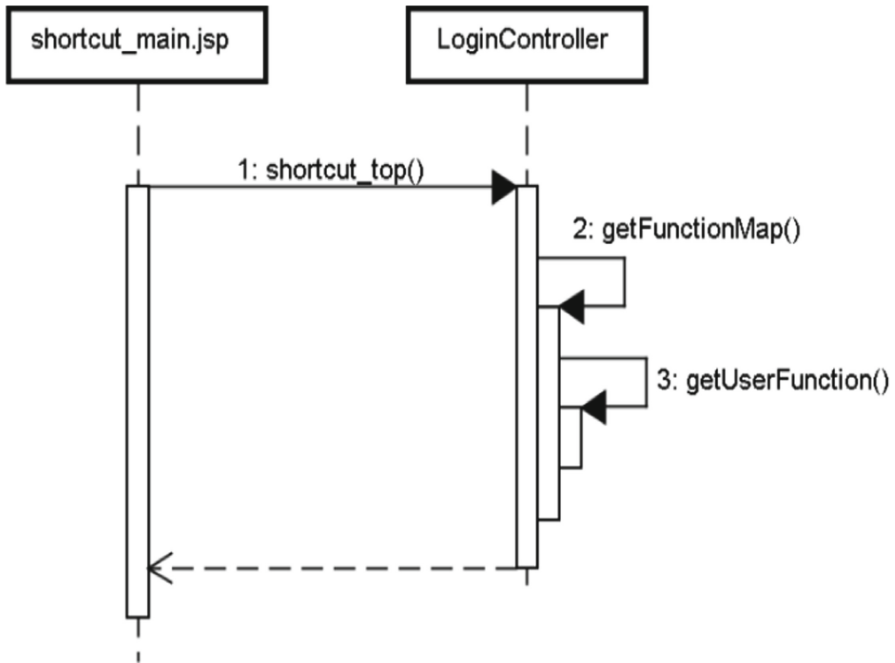 shortcut_main.jsp
LoginController
1: shortcut_top()
2: getFunctionMap()
3: getUserFunction()